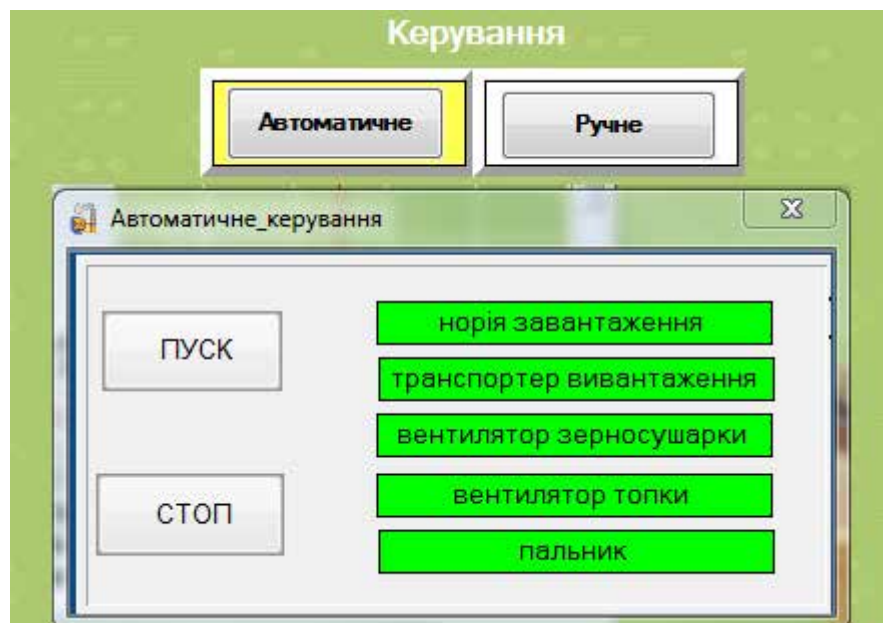 Керування
Автоматичне Ручне
Автоматичне_керування
норія завантаження
ПУСК
транспортер вивантаження
вентилятор зерносушарки
вентилятор топки
СТОП
пальник